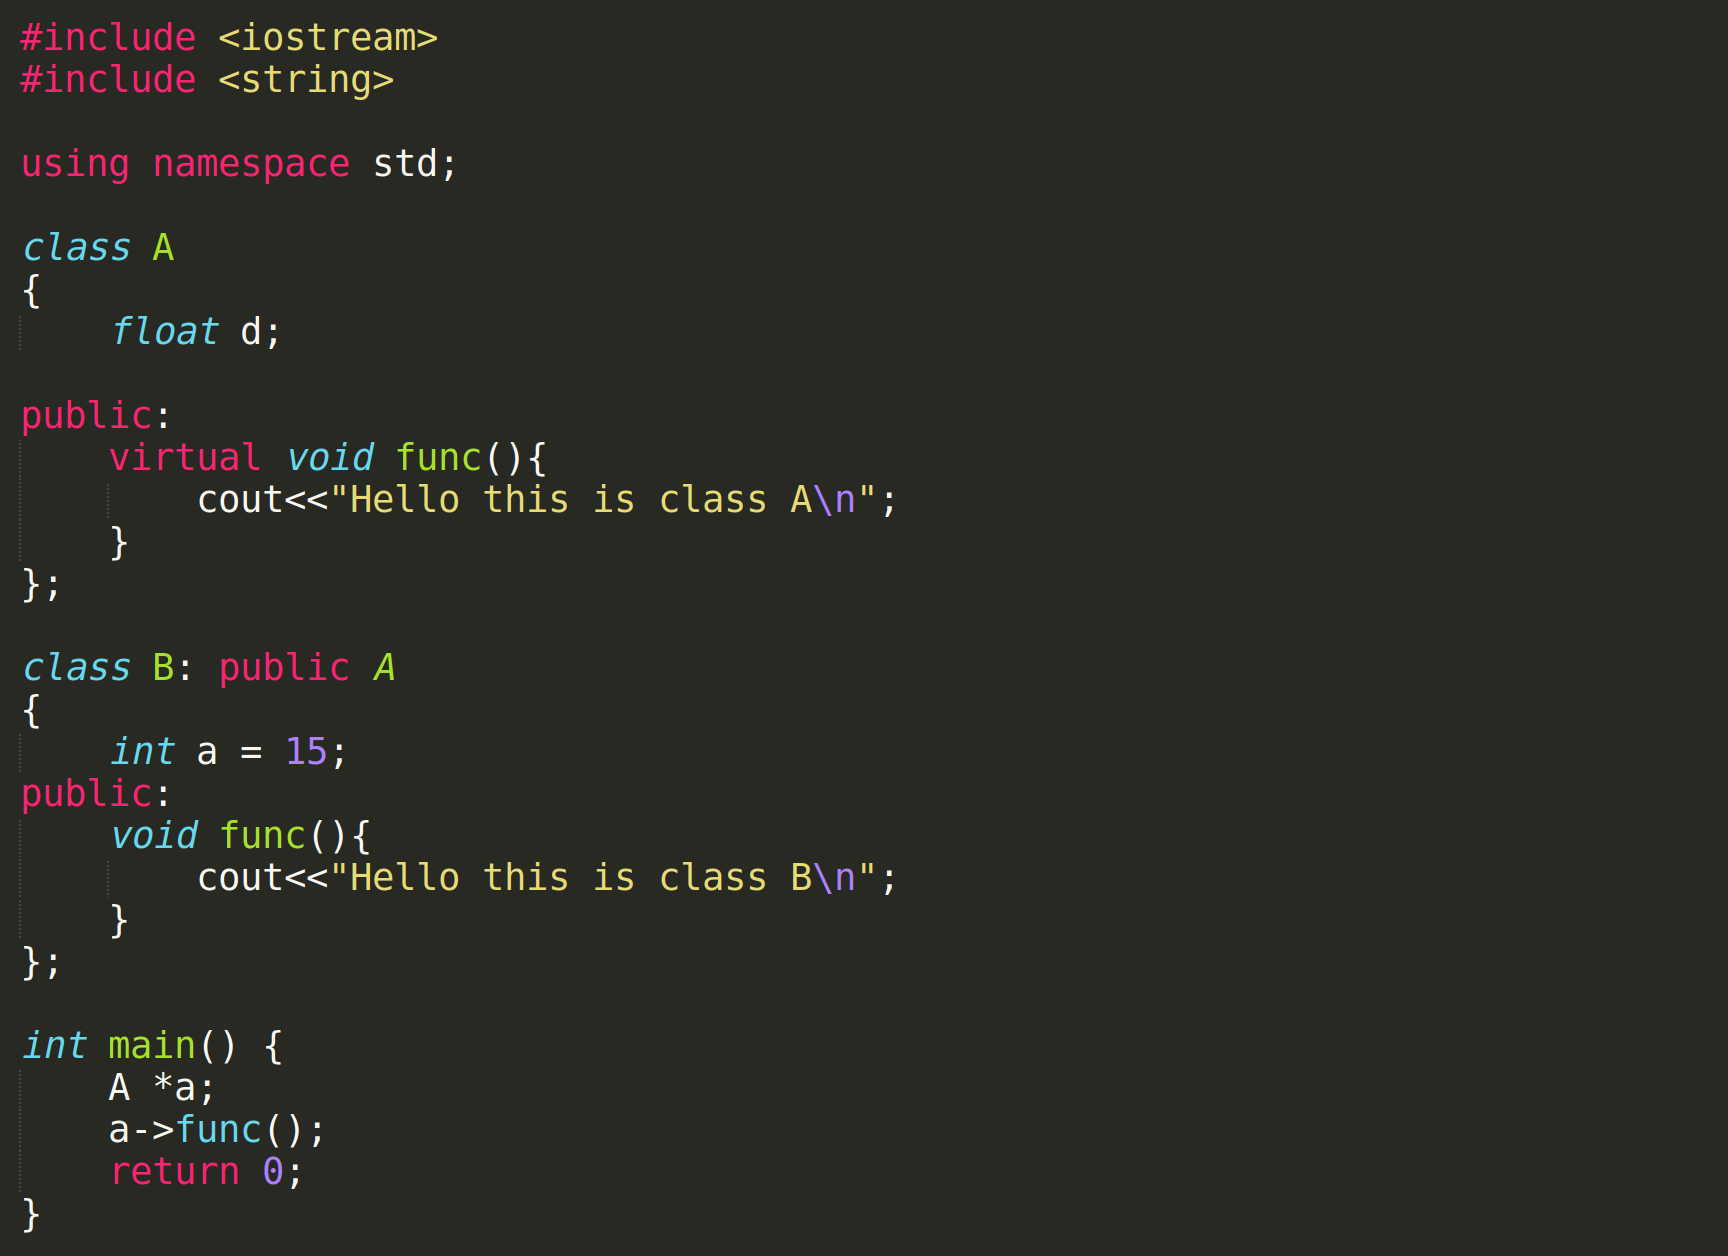 #include <iostream>
#include <string>

using namespace std;

class A
{
    float d;

public:
    virtual void func(){
        cout<<"Hello this is class A\n";
    }
};

class B: public A
{
    int a = 15;
public:
    void func(){
        cout<<"Hello this is class B\n";
    }
};

int main() {
    A *a;
    a->func();
    return 0;
}